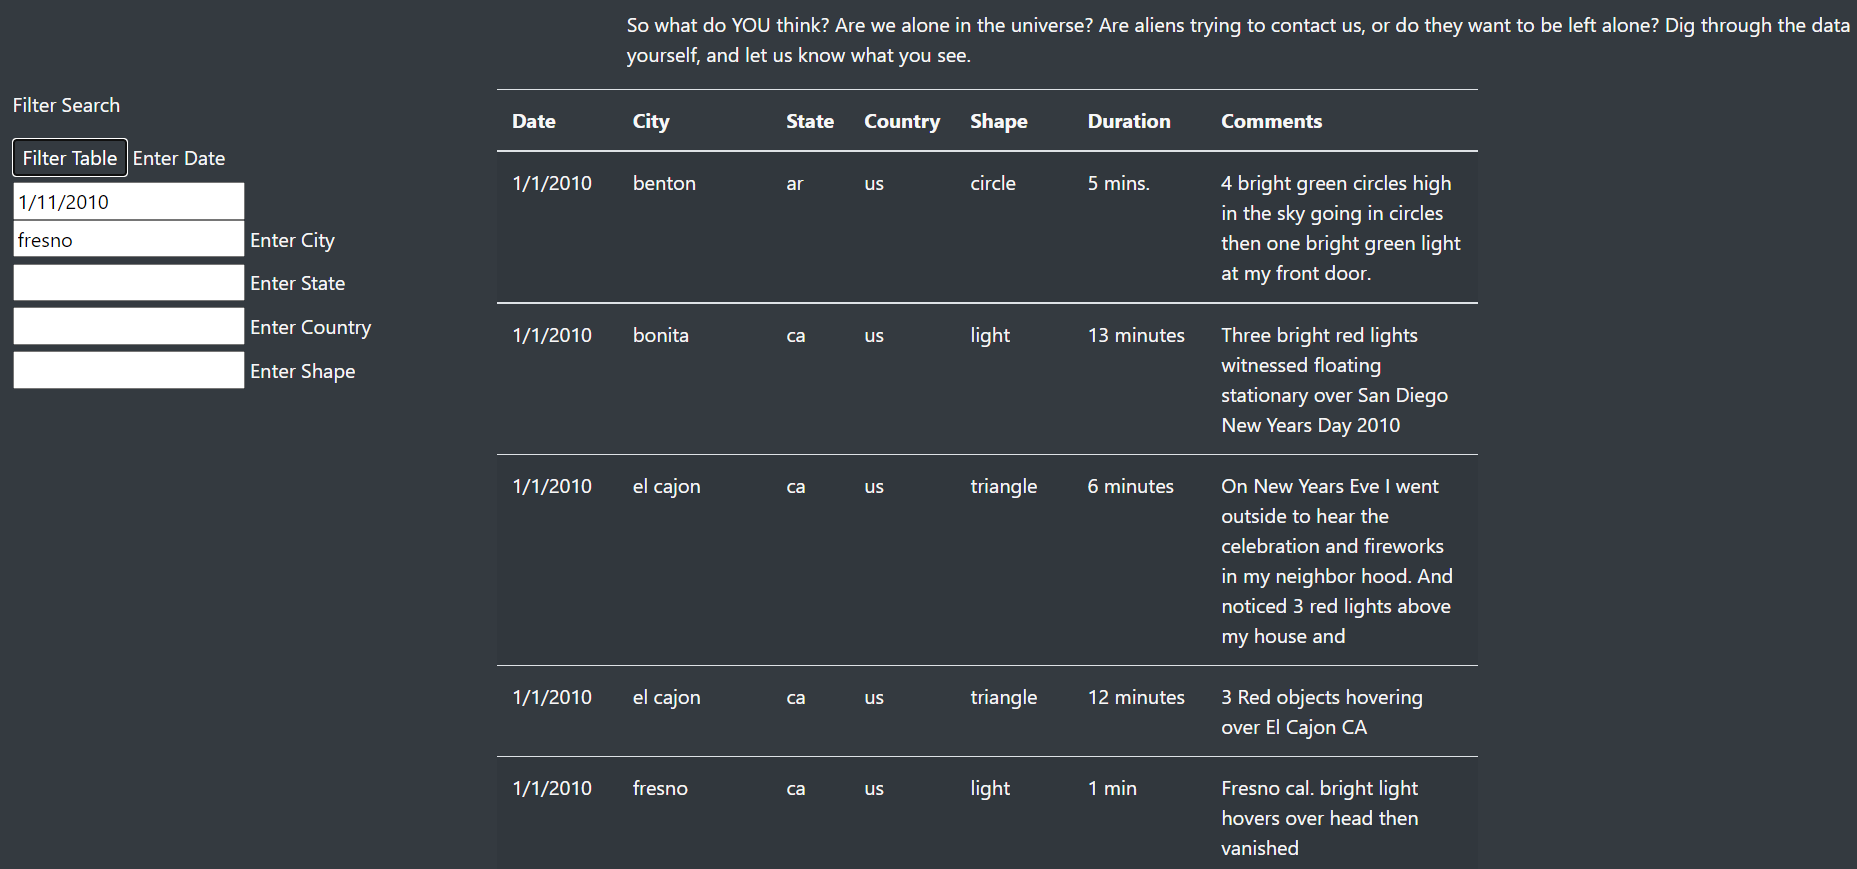 So what do YOU think? Are we alone in the universe? Are aliens trying to contact us, or do they want to be left alone? Dig through the data
yourself, and let us know what you see.
Filter Search
Filter Table Enter Date
1/11/2010
fresno Enter City
Enter State
Enter Country
Enter Shape
Date City State Country Shape Duration Comments
1/1/2010 benton ar us circle 5 mins. 4 bright green circles high
in the sky going in circles
then one bright green light
at my front door.
1/1/2010 bonita ca us light 13 minutes Three bright red lights
witnessed floating
stationary over San Diego
New Years Day 2010
1/1/2010 el cajon ca us triangle 6 minutes On New Years Eve I went
outside to hear the
celebration and fireworks
in my neighbor hood. And
noticed 3 red lights above
my house and
1/1/2010 el cajon ca us triangle 12 minutes 3 Red objects hovering
over El Cajon CA
1/1/2010 fresno ca us light 1 min Fresno cal. bright light
hovers over head then
vanished